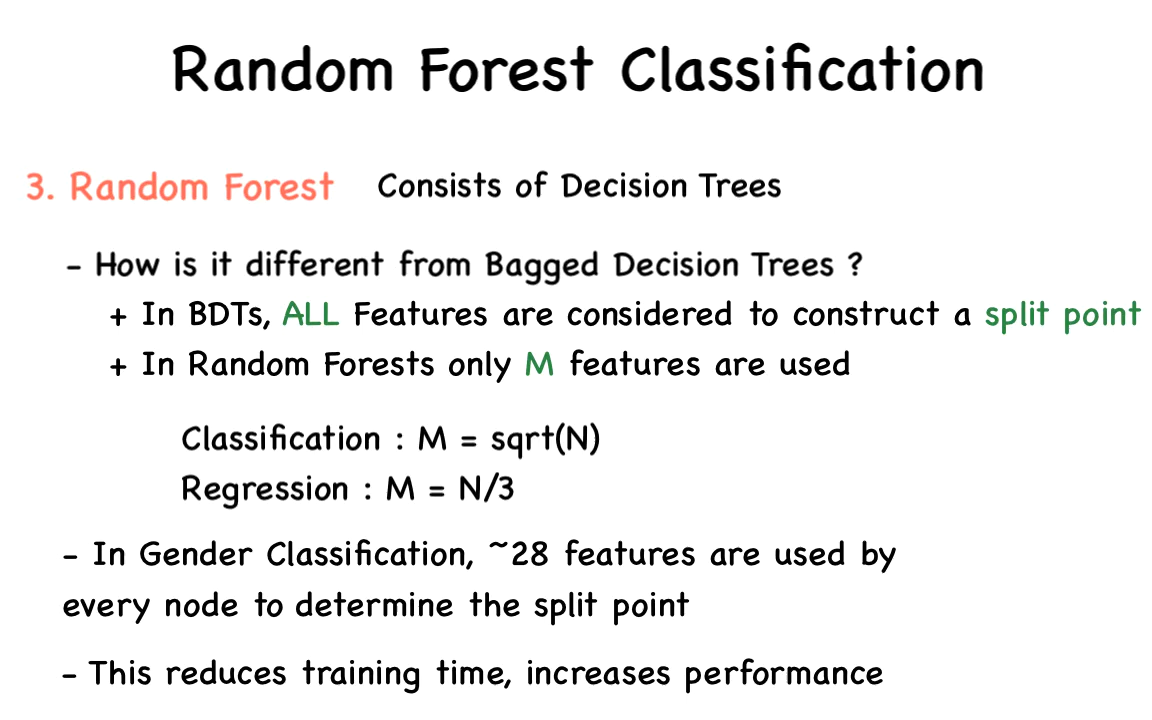 Random Forest Classification
3. Random Forest Consists of Decision Trees
- How is it different from Bagged Decision Trees ?
+ In BDTs, ALL Features are considered to construct a split point
+ In Random Forests only M features are used
Classification : M = sqrt(N)
Regression : M = N/3
- In Gender Classification, ~28 features are used by
every node to determine the split point
- This reduces training time, increases performance